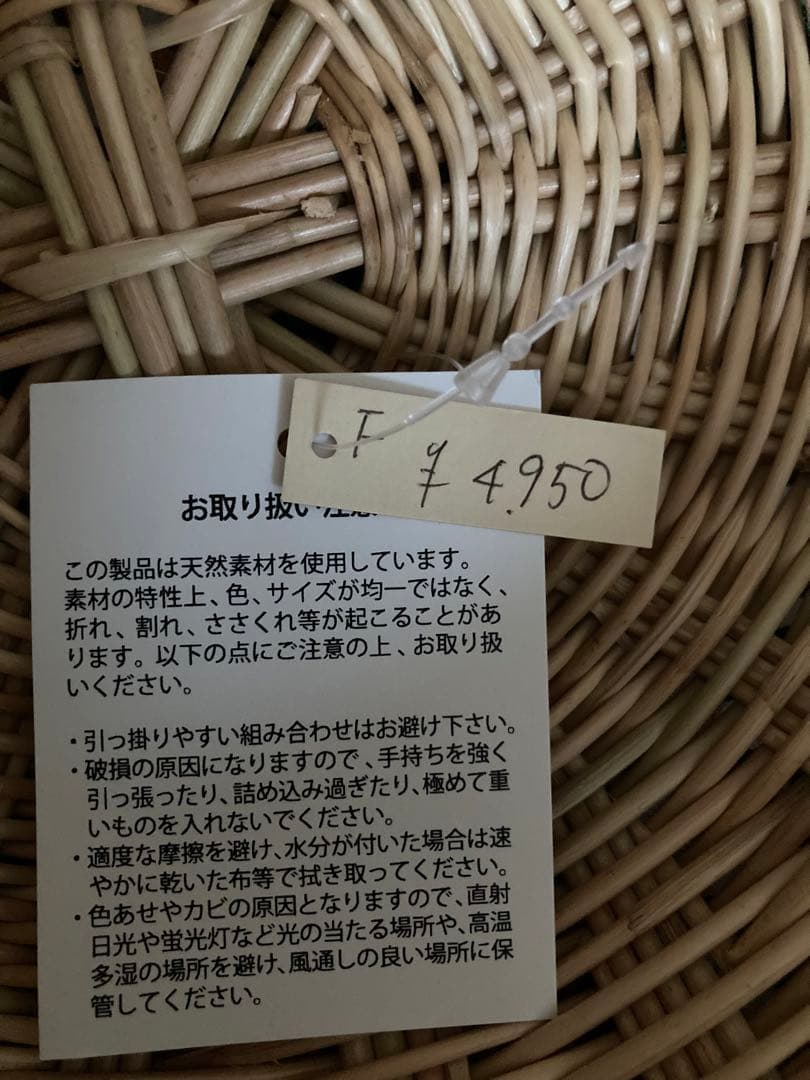 F
¥4,950
お取り扱い注意
この製品は天然素材を使用しています。
素材の特性上、色、サイズが均一ではなく、
折れ、割れ、ささくれ等が起こることがあ
ります。以下の点にご注意の上、お取り扱
いください。
・引っ掛りやすい組み合わせはお避け下さい。
・破損の原因になりますので、手持ちを強く
引っ張ったり、詰め込み過ぎたり、極めて重
いものを入れないでください。
・適度な摩擦を避け、水分が付いた場合は速
やかに乾いた布等で拭き取ってください。
・色あせやカビの原因となりますので、直射
日光や蛍光灯など光の当たる場所や、高温
多湿の場所を避け、風通しの良い場所に保
管してください。